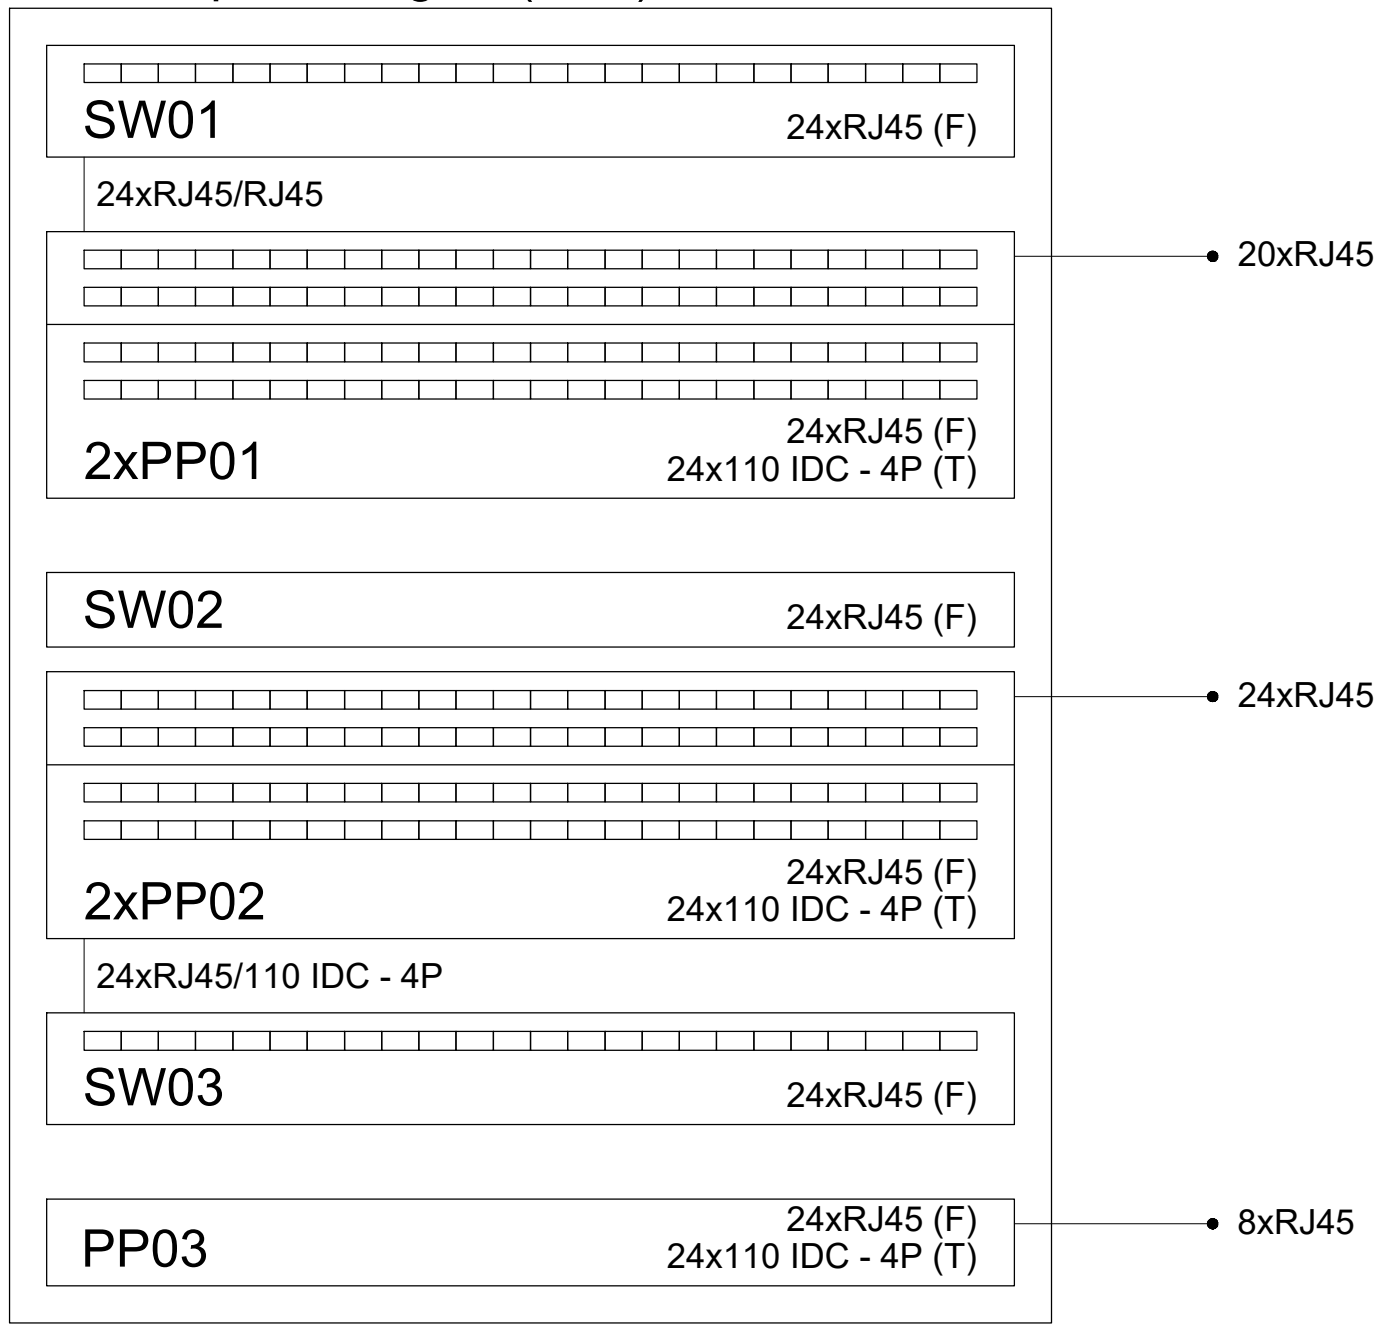 SW01
24xRJ45 (F)
24xRJ45/RJ45
20xRJ45
24xRJ45 (F)
2xPP01
24x110 IDC - 4P (T)
SW02
24xRJ45 (F)
24xRJ45
24xRJ45 (F)
2xPP02
24x110 IDC - 4P (T)
24xRJ45/110 IDC - 4P
SW03
24xRJ45 (F)
24xRJ45 (F)
8xRJ45
PP03
24x110 IDC - 4P (T)